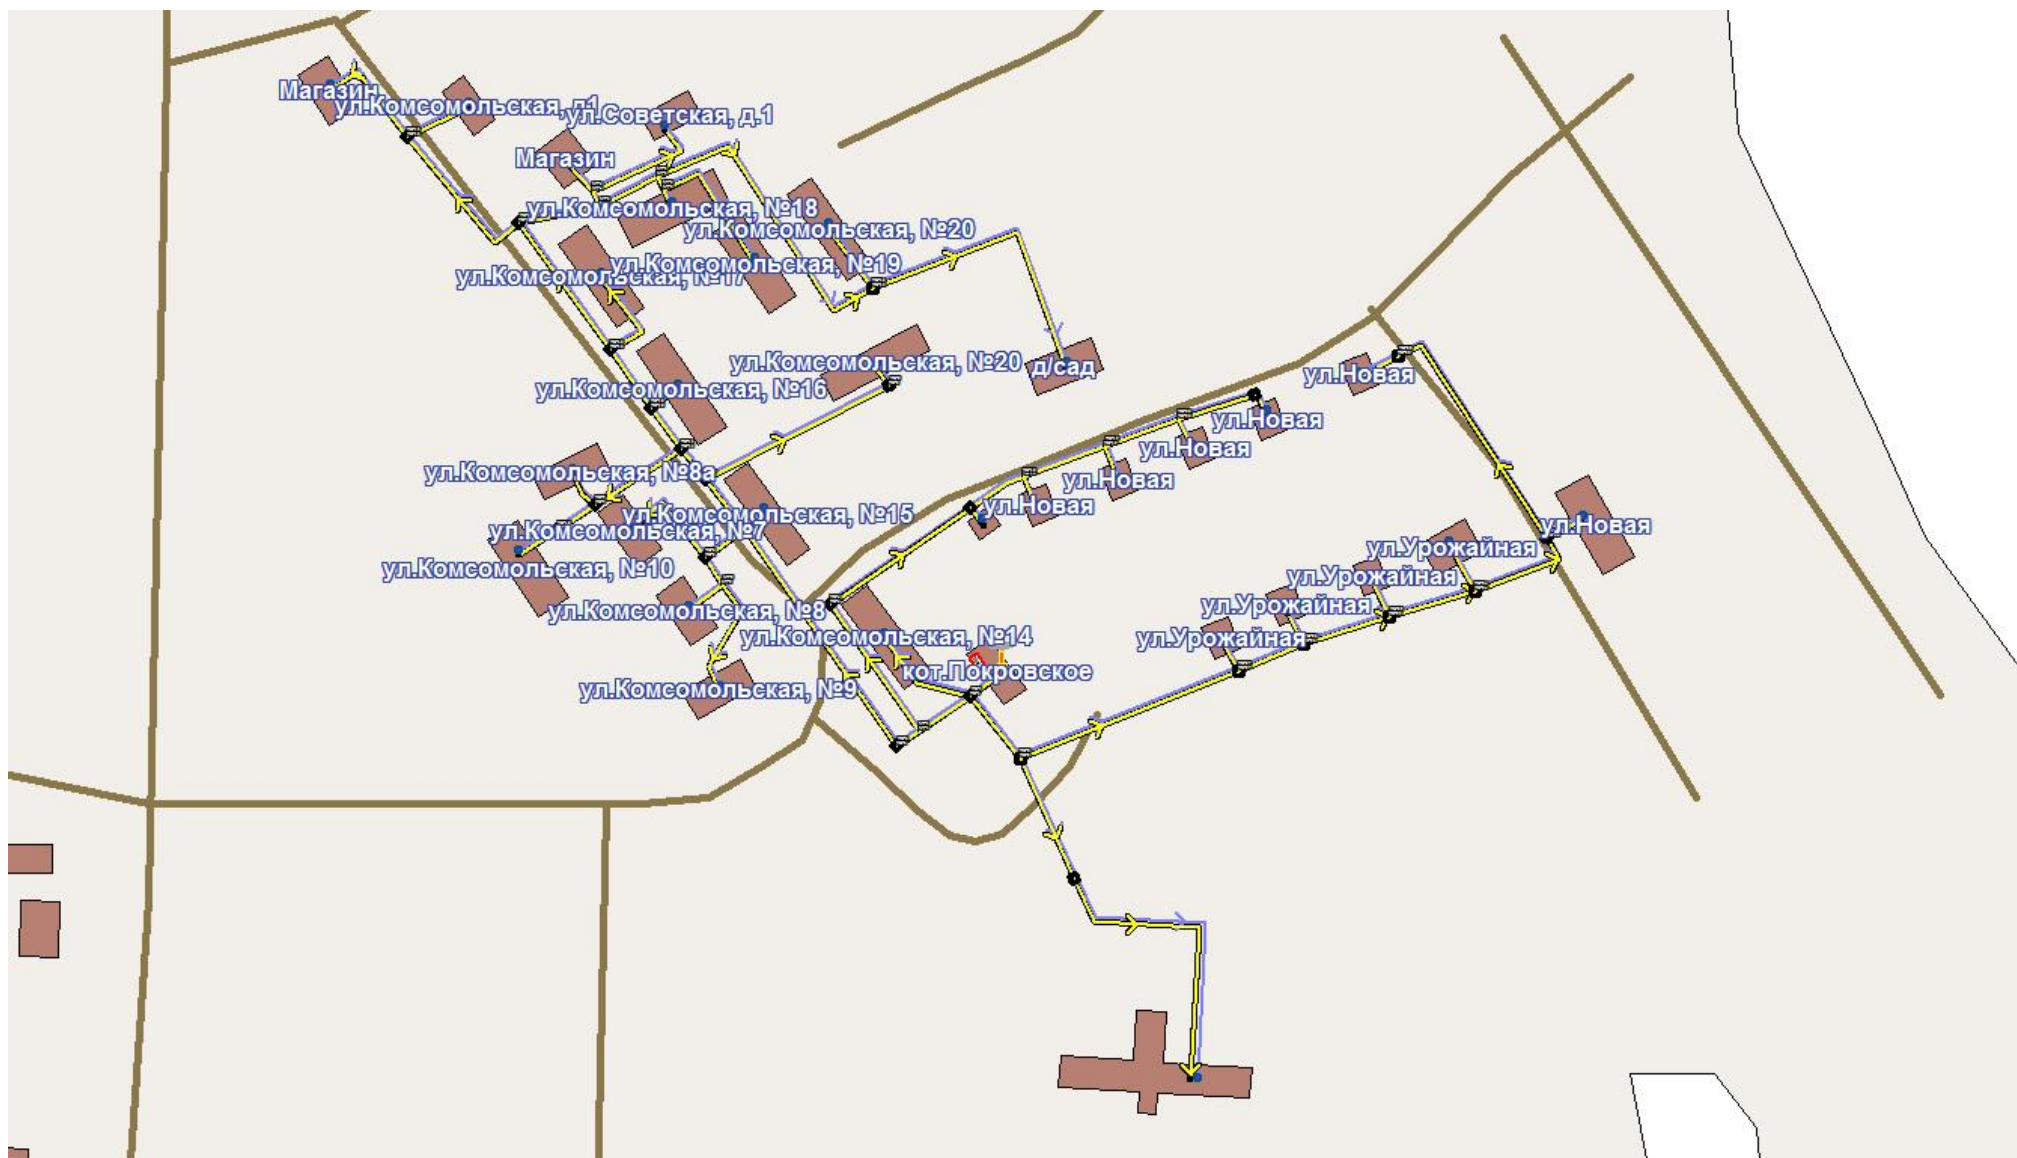 Магазин
ул.Комсомольская, д1
ул.Советская, д.1
Магазин
ул.Комсомольская, №18
ул.Комсомольская, №20
ул.Комсомольская, №19
ул.Комсомольская, №17
ул.Комсомольская, №20
д/сад
ул.Новая
ул.Комсомольская, №16
ул.Новая
ул.Новая
ул.Комсомольская, №8а
ул.Новая
ул.Новая
ул.Комсомольская, №15
ул.Новая
ул.Комсомольская, №7
ул.Урожайная
ул.Комсомольская, №10
ул.Урожайная
ул.Урожайная
ул.Комсомольская, №8
ул.Комсомольская, №14
ул.Урожайная
кот.Покровское
ул.Комсомольская, №9